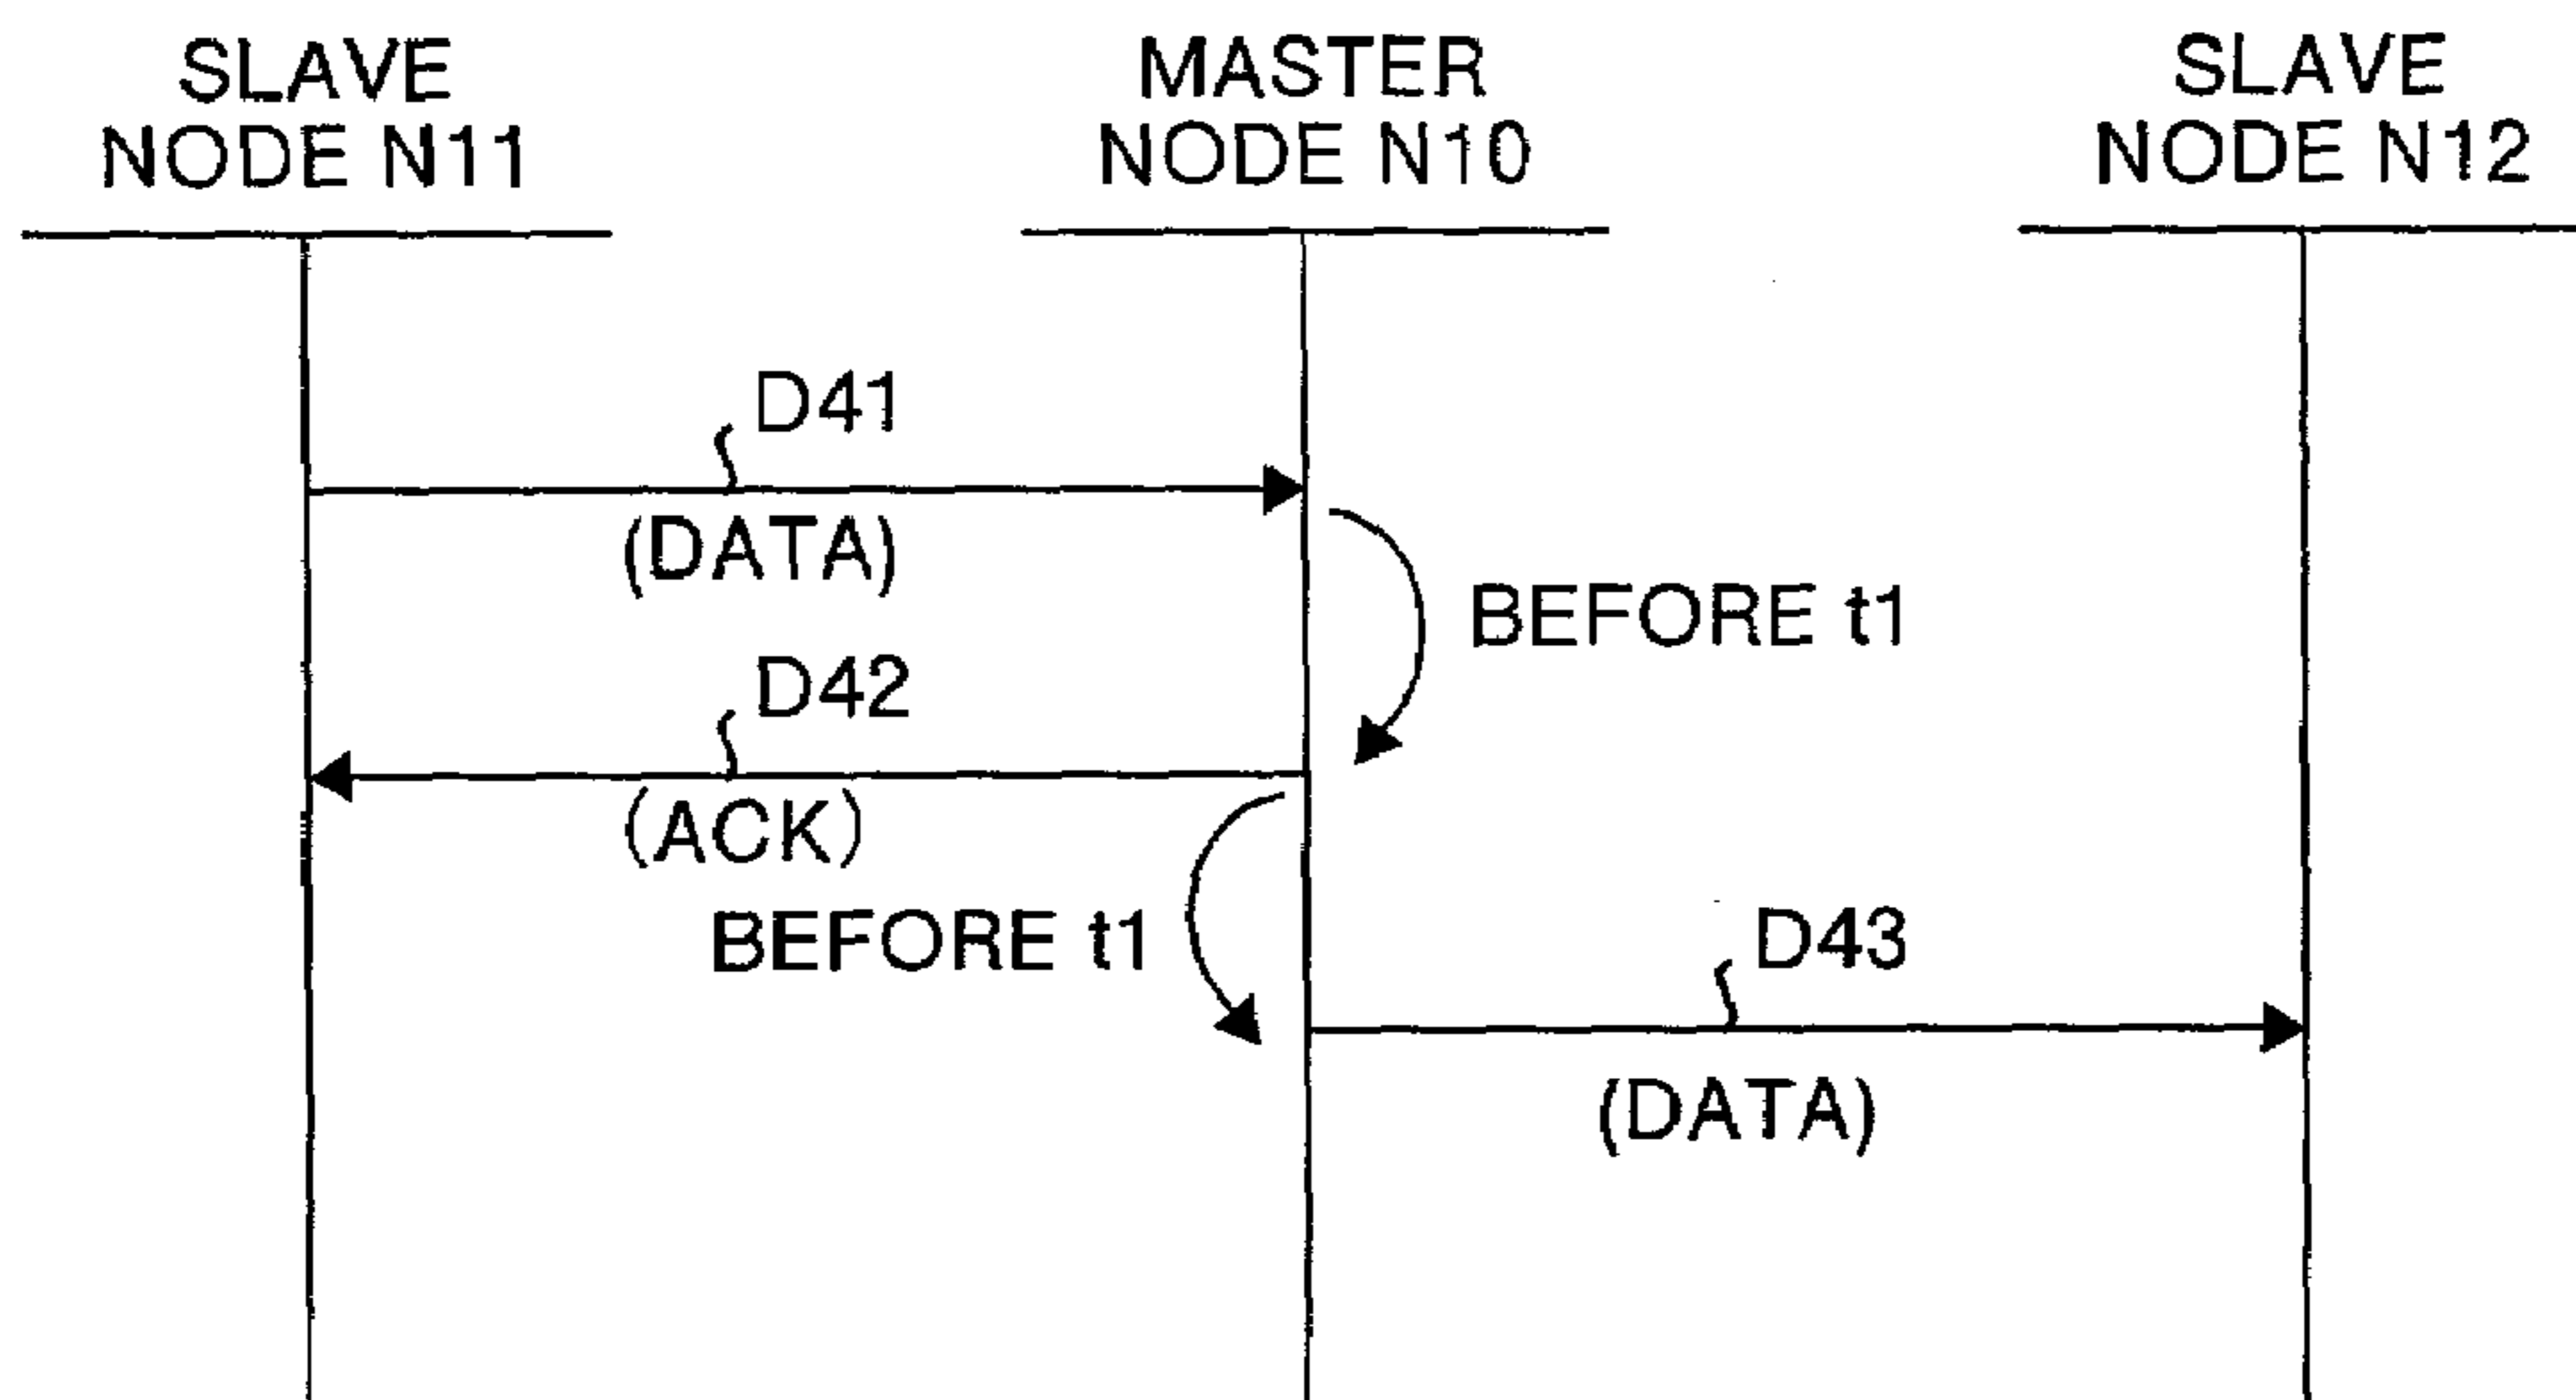 SLAVE
NODE N11
MASTER
NODE N10
SLAVE
NODE N12
D41
(DATA)
BEFORE t1
D42
(ACK)
BEFORE t1
D43
(DATA)